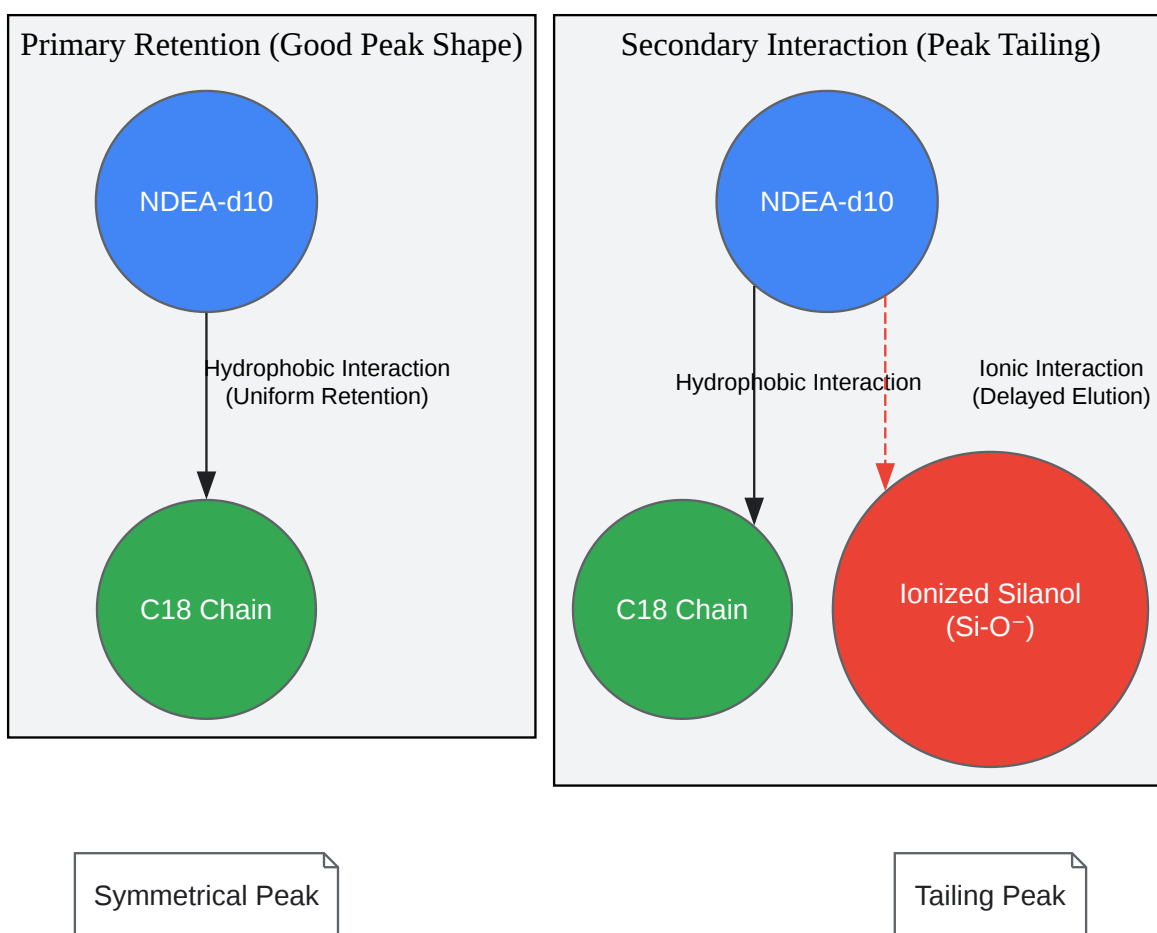 Primary Retention (Good Peak Shape)
NDEA-d10
Hydrophobic Interaction
(Uniform Retention)
C18 Chain
Secondary Interaction (Peak Tailing)
NDEA-d10
Hydrophobic Interaction
Ionic Interaction
(Delayed Elution)
C18 Chain
Ionized Silanol
(Si-O⁻)
Symmetrical Peak
Tailing Peak